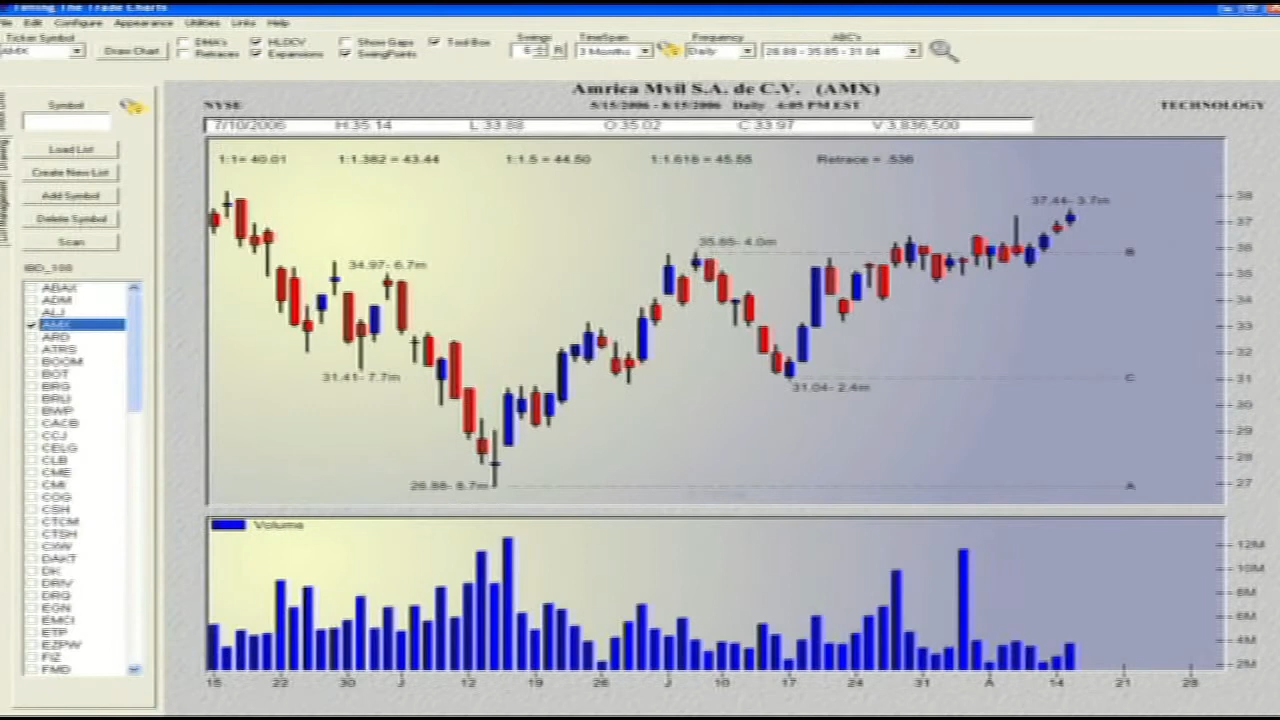 Timing The Trade Charts
File Edit Configure Appearance Utilities Links Help
Ticker Symbol
AMX
Draw Chart
DMA's
Retraces
HLOCV
Expansions
Show Gaps
SwingPoints
Tool Box
Swings
6
R
TimeSpan
3 Months
Frequency
Daily
ABC's
26.88 - 35.85 - 31.04
Amrica Mvil S.A. de C.V. (AMX)
NYSE
5/15/2006 - 8/15/2006 Daily 4:05 PM EST
TECHNOLOGY
7/10/2006 H:35.14 L:33.88 O:35.02 C:33.97 V:3,836,500
1:1= 40.01 1:1.382 = 43.44 1:1.5 = 44.50 1:1.618 = 45.55 Retrace = .536
37.44- 3.7m
35.85- 4.0m
34.97- 6.7m
31.41- 7.7m
31.04- 2.4m
26.88- 8.7m
B
C
A
38
37
36
35
34
33
32
31
30
29
28
27
Volume
12M
10M
8M
6M
4M
2M
15 22 30 J 12 19 26 J 10 17 24 31 A 14 21 28
Symbol
Load List
Create New List
Add Symbol
Delete Symbol
Scan
IBD_100
ABAX
ADM
ALJ
AMX
ARD
ATRS
BOOM
BOT
BRG
BRLI
BWP
CACB
CCJ
CELG
CLB
CME
CMI
COG
CSH
CTCM
CTSH
CXW
DAKT
DK
DRIV
DRQ
EGN
EMCI
ETP
EZPW
FIZ
FMD